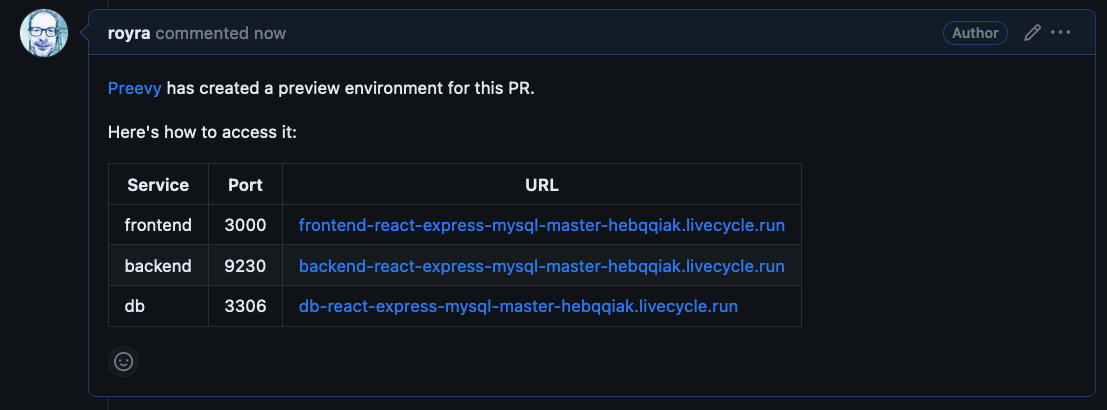 royra commented now Author
Preevy has created a preview environment for this PR.
Here's how to access it:
Service Port URL
frontend 3000 frontend-react-express-mysql-master-hebqqiak.livecycle.run
backend 9230 backend-react-express-mysql-master-hebqqiak.livecycle.run
db 3306 db-react-express-mysql-master-hebqqiak.livecycle.run